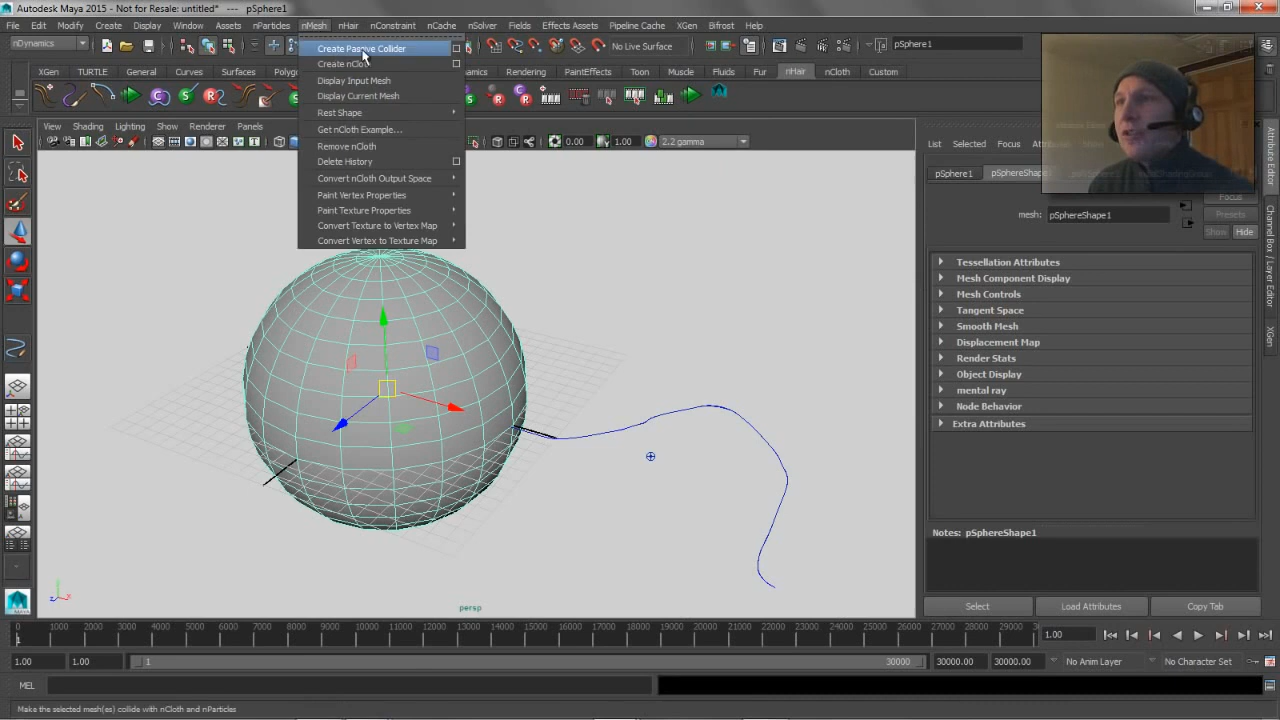 Autodesk Maya 2015 - Not for Resale: untitled* --- pSphere1
File Edit Modify Create Display Window Assets nParticles nMesh nHair nConstraint nCache nSolver Fields Effects Assets Pipeline Cache XGen Bifrost Help
nDynamics
No Live Surface
pSphere1
XGen TURTLE General Curves Surfaces
Rendering PaintEffects Toon Muscle Fluids Fur nHair nCloth Custom
Create Passive Collider
Display Input Mesh
Display Current Mesh
Rest Shape
Get nCloth Example...
Remove nCloth
Delete History
Convert nCloth Output Space
Paint Vertex Properties
Paint Texture Properties
Convert Texture to Vertex Map
Convert Vertex to Texture Map
View Shading Lighting Show Renderer Panels
0.00 1.00 2.2 gamma
List Selected Focus
pSphere1 pSphereShape1
Focus
Presets
mesh: pSphereShape1
Show Hide
Tessellation Attributes
Mesh Component Display
Mesh Controls
Tangent Space
Smooth Mesh
Displacement Map
Render Stats
Object Display
mental ray
Node Behavior
Extra Attributes
Notes: pSphereShape1
Select Load Attributes Copy Tab
Attribute Editor
Channel Box / Layer Editor
XGen
persp
MAYA
0 1000 2000 3000 4000 5000 6000 7000 8000 9000 10000 11000 12000 13000 14000 15000 16000 17000 18000 19000 20000 21000 22000 23000 24000 25000 26000 27000 28000 29000
1
1.00
1.00 1.00 1 30000 30000.00 30000.00 No Anim Layer No Character Set
MEL
Make the selected mesh(es) collide with nCloth and nParticles